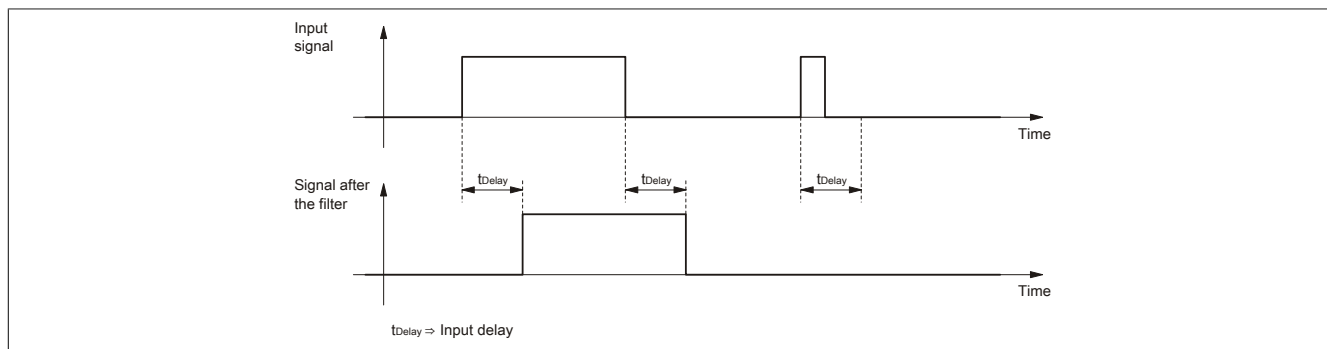 Input
signal
Time
tDelay
tDelay
tDelay
Signal after
the filter
Time
tDelay ⇒ Input delay